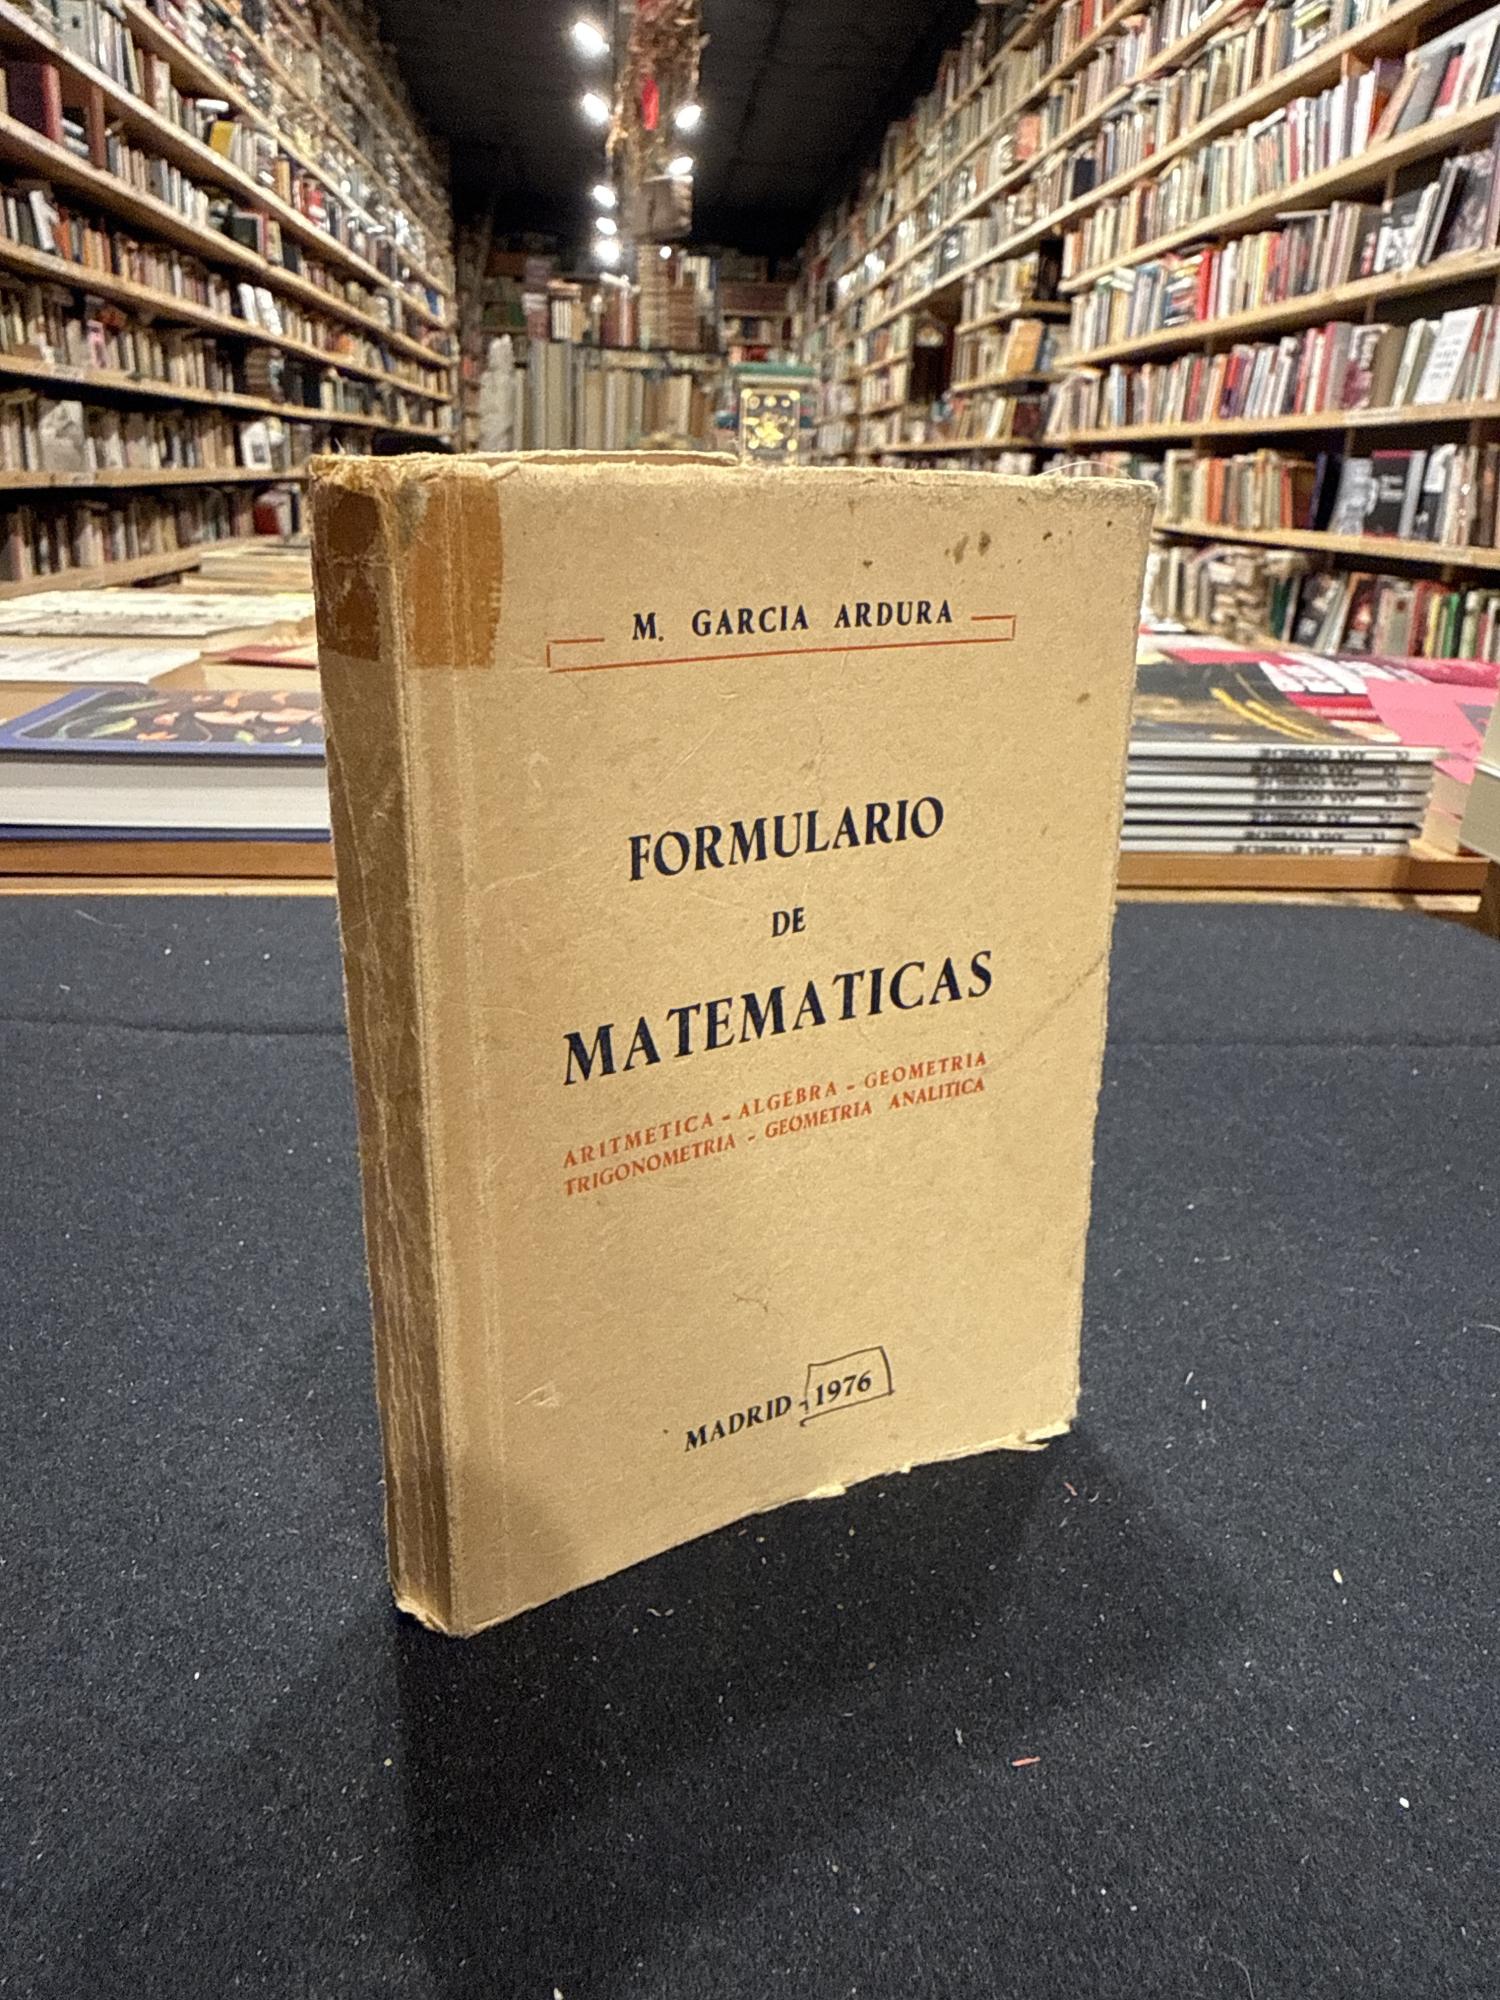 M. GARCIA ARDURA
FORMULARIO
DE
MATEMATICAS
ARITMETICA - ALGEBRA - GEOMETRIA
TRIGONOMETRIA - GEOMETRIA ANALITICA
MADRID - 1976